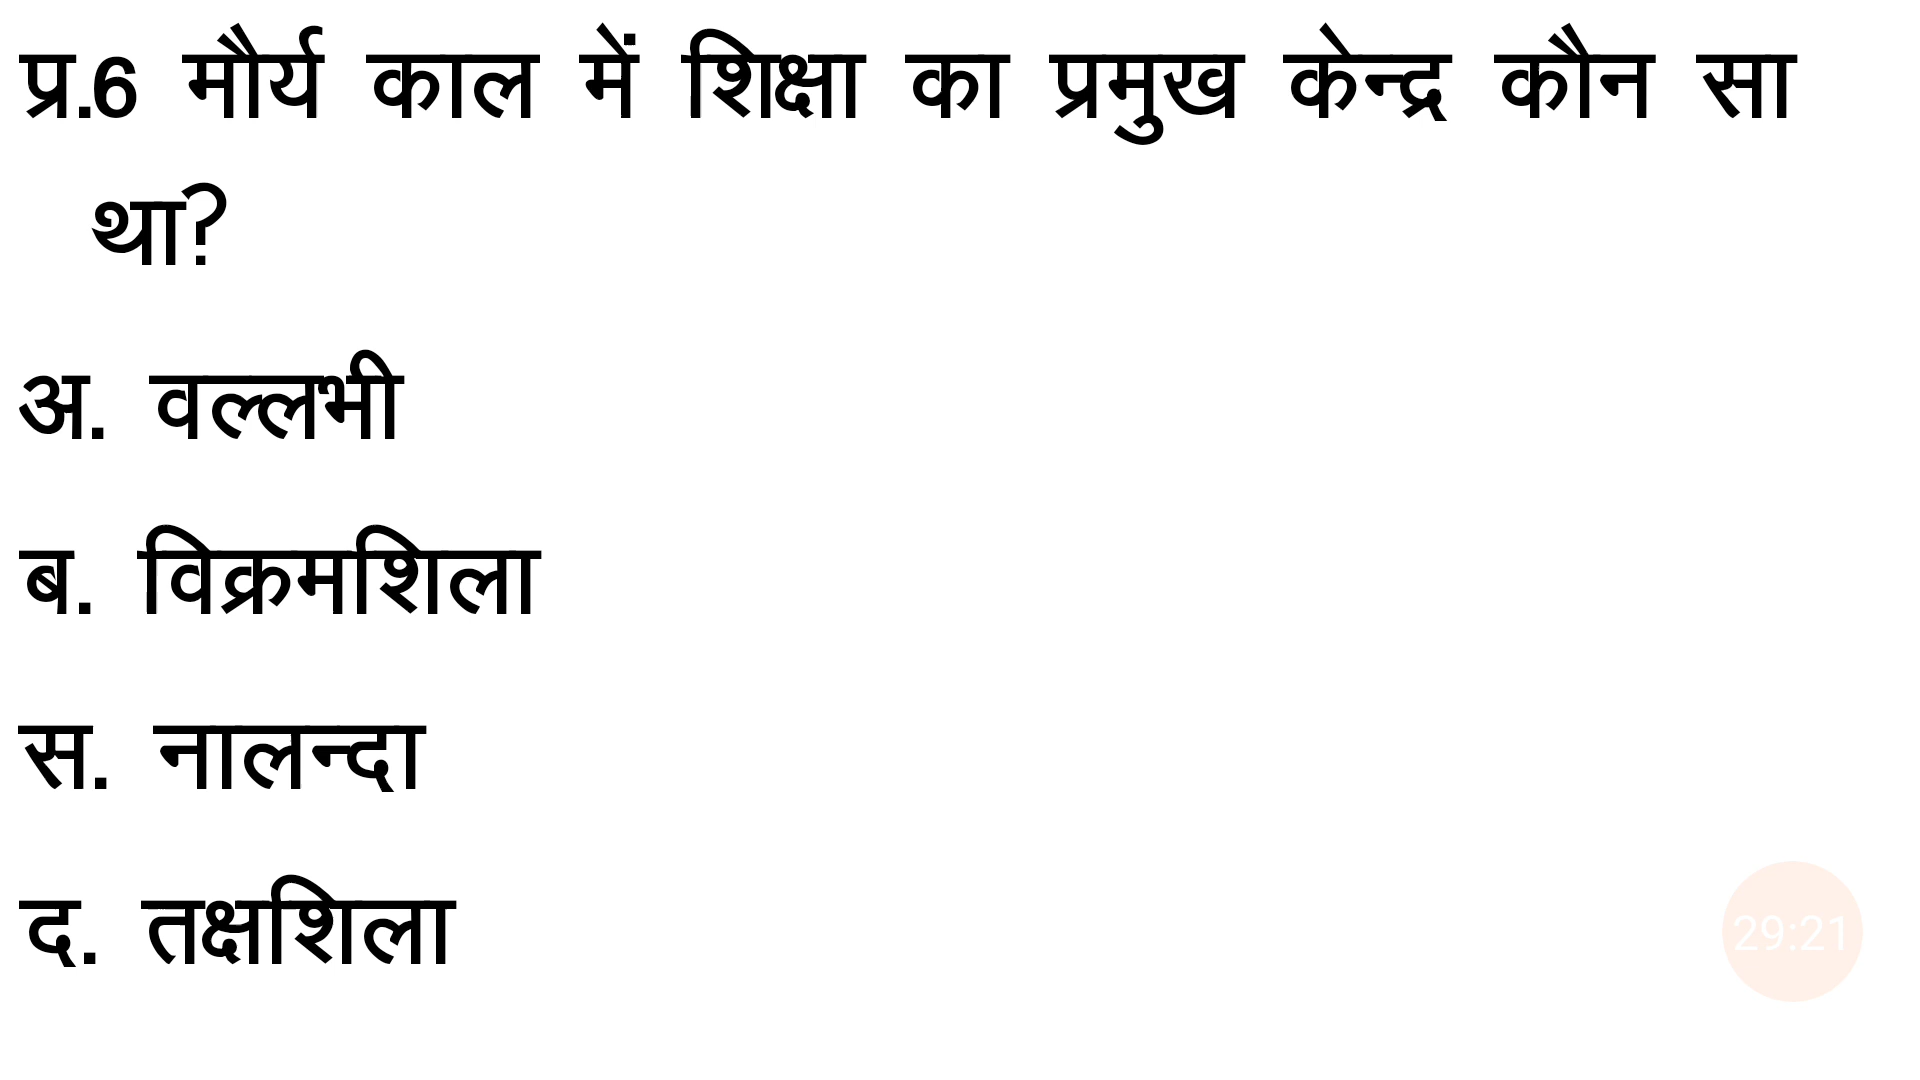 प्र.6 मौर्य काल में शिक्षा का प्रमुख केन्द्र कौन सा
था?
अ. वल्लभी
ब. विक्रमशिला
स. नालन्दा
द. तक्षशिला
29:21